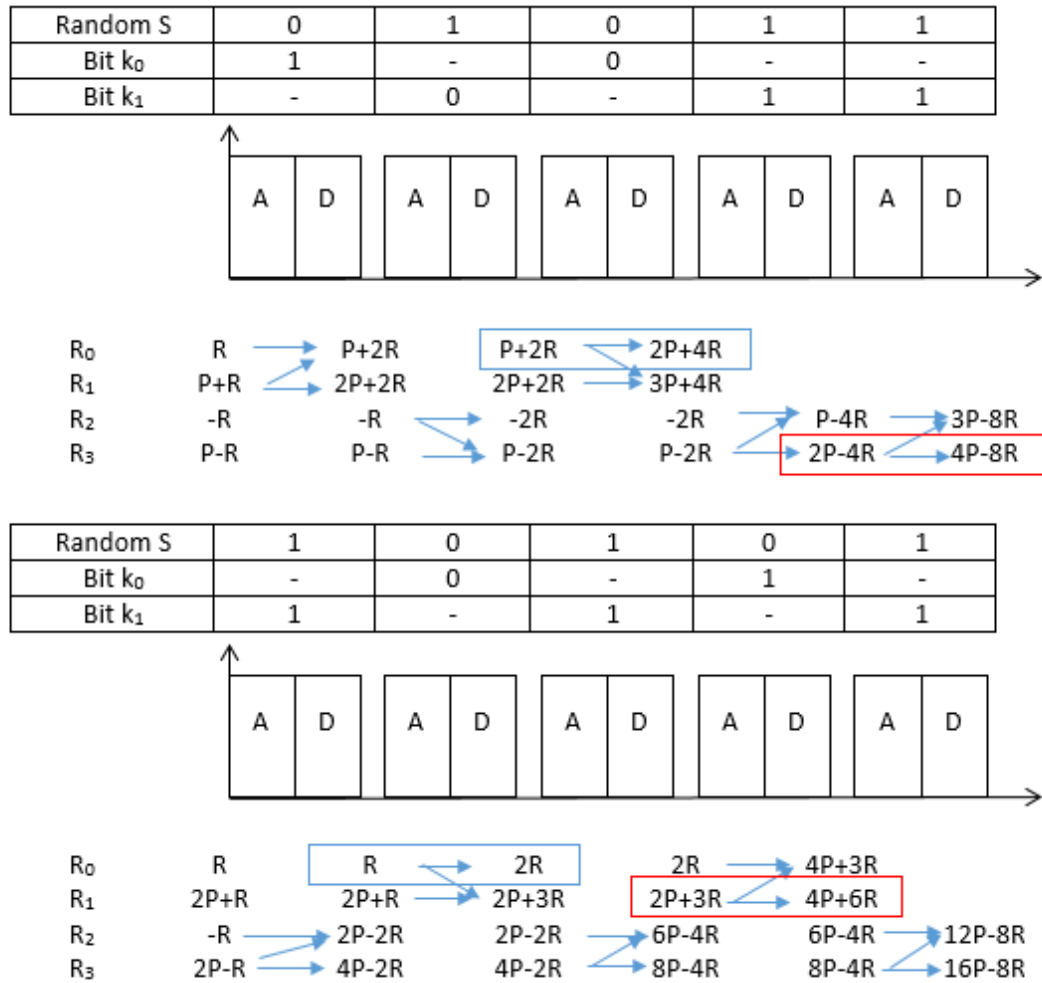 Random S 0 1 0 1 1
Bit k₀ 1 - 0 - -
Bit k₁ - 0 - 1 1
A D A D A D A D A D
R₀ R P+2R P+2R 2P+4R
R₁ P+R 2P+2R 2P+2R 3P+4R
R₂ -R -R -2R -2R P-4R 3P-8R
R₃ P-R P-R P-2R P-2R 2P-4R 4P-8R
Random S 1 0 1 0 1
Bit k₀ - 0 - 1 -
Bit k₁ 1 - 1 - 1
A D A D A D A D A D
R₀ R R 2R 2R 4P+3R
R₁ 2P+R 2P+R 2P+3R 2P+3R 4P+6R
R₂ -R 2P-2R 2P-2R 6P-4R 6P-4R 12P-8R
R₃ 2P-R 4P-2R 4P-2R 8P-4R 8P-4R 16P-8R